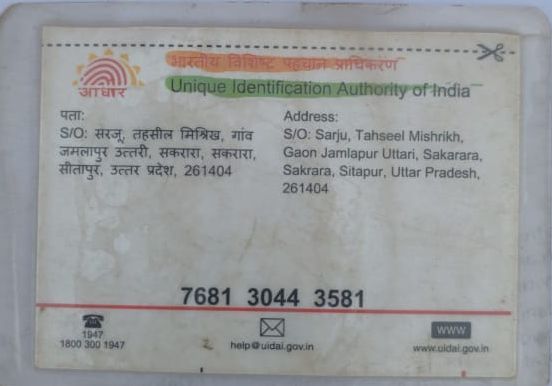 भारतीय विशिष्ट पहचान प्राधिकरण
आधार
Unique Identification Authority of India
पता:
S/O: सरजू, तहसील मिश्रिख, गांव
जमलापुर उत्तरी, सकरारा, सकरारा,
सीतापुर, उत्तर प्रदेश, 261404
Address:
S/O: Sarju, Tahseel Mishrikh,
Gaon Jamlapur Uttari, Sakarara,
Sakrara, Sitapur, Uttar Pradesh,
261404
7681 3044 3581
1947
1800 300 1947
help@uidai.gov.in
www
www.uidai.gov.in